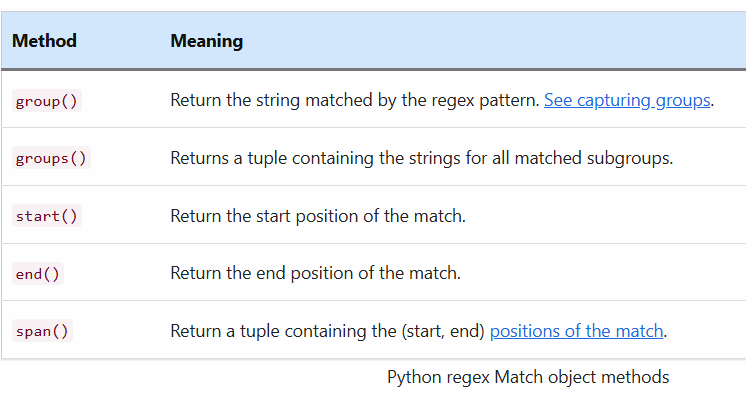 Method Meaning
group() Return the string matched by the regex pattern. See capturing groups.
groups() Returns a tuple containing the strings for all matched subgroups.
start() Return the start position of the match.
end() Return the end position of the match.
span() Return a tuple containing the (start, end) positions of the match.
Python regex Match object methods